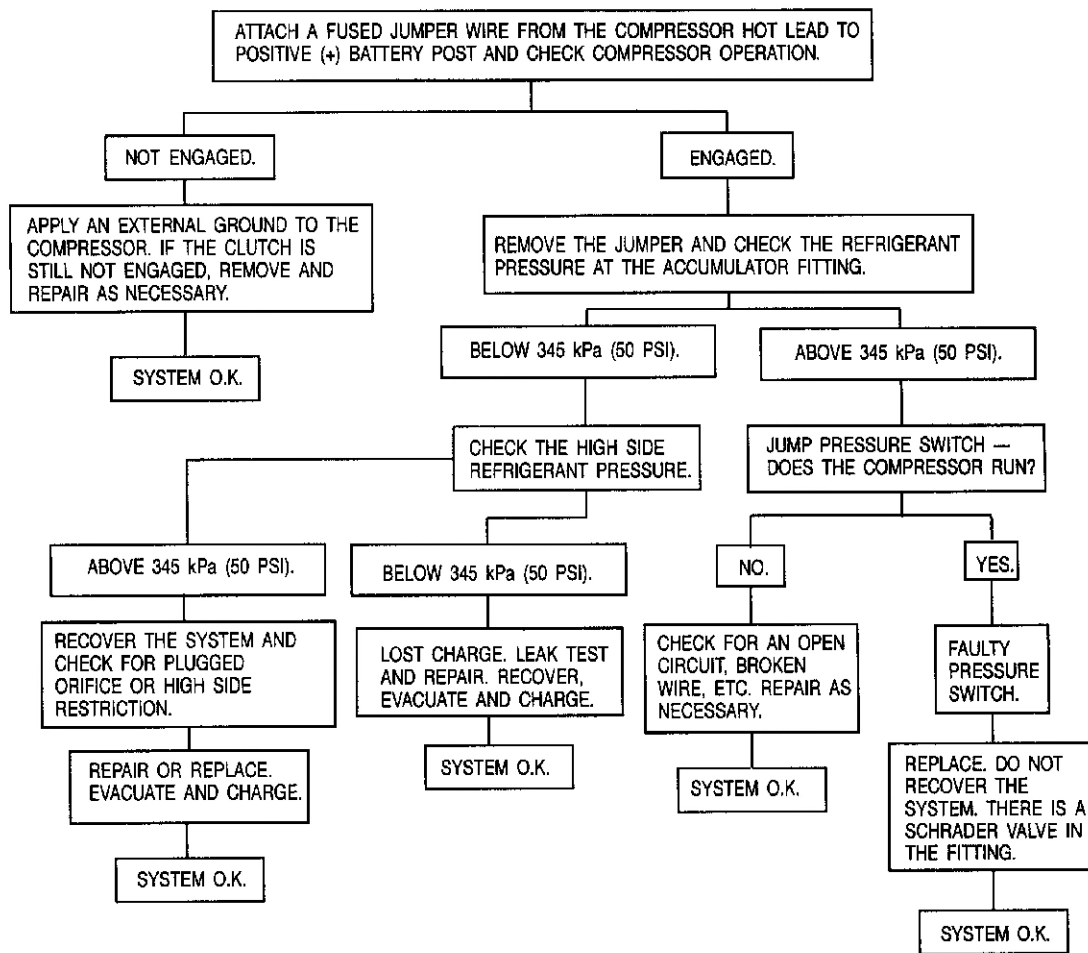 ATTACH A FUSED JUMPER WIRE FROM THE COMPRESSOR HOT LEAD TO
POSITIVE (+) BATTERY POST AND CHECK COMPRESSOR OPERATION.
NOT ENGAGED.
ENGAGED.
APPLY AN EXTERNAL GROUND TO THE
COMPRESSOR. IF THE CLUTCH IS
STILL NOT ENGAGED, REMOVE AND
REPAIR AS NECESSARY.
REMOVE THE JUMPER AND CHECK THE REFRIGERANT
PRESSURE AT THE ACCUMULATOR FITTING.
SYSTEM O.K.
BELOW 345 kPa (50 PSI).
ABOVE 345 kPa (50 PSI).
CHECK THE HIGH SIDE
REFRIGERANT PRESSURE.
JUMP PRESSURE SWITCH —
DOES THE COMPRESSOR RUN?
ABOVE 345 kPa (50 PSI).
BELOW 345 kPa (50 PSI).
NO.
YES.
RECOVER THE SYSTEM AND
CHECK FOR PLUGGED
ORIFICE OR HIGH SIDE
RESTRICTION.
LOST CHARGE. LEAK TEST
AND REPAIR. RECOVER,
EVACUATE AND CHARGE.
CHECK FOR AN OPEN
CIRCUIT, BROKEN
WIRE, ETC. REPAIR AS
NECESSARY.
FAULTY
PRESSURE
SWITCH.
REPAIR OR REPLACE.
EVACUATE AND CHARGE.
SYSTEM O.K.
SYSTEM O.K.
REPLACE. DO NOT
RECOVER THE
SYSTEM. THERE IS A
SCHRADER VALVE IN
THE FITTING.
SYSTEM O.K.
SYSTEM O.K.